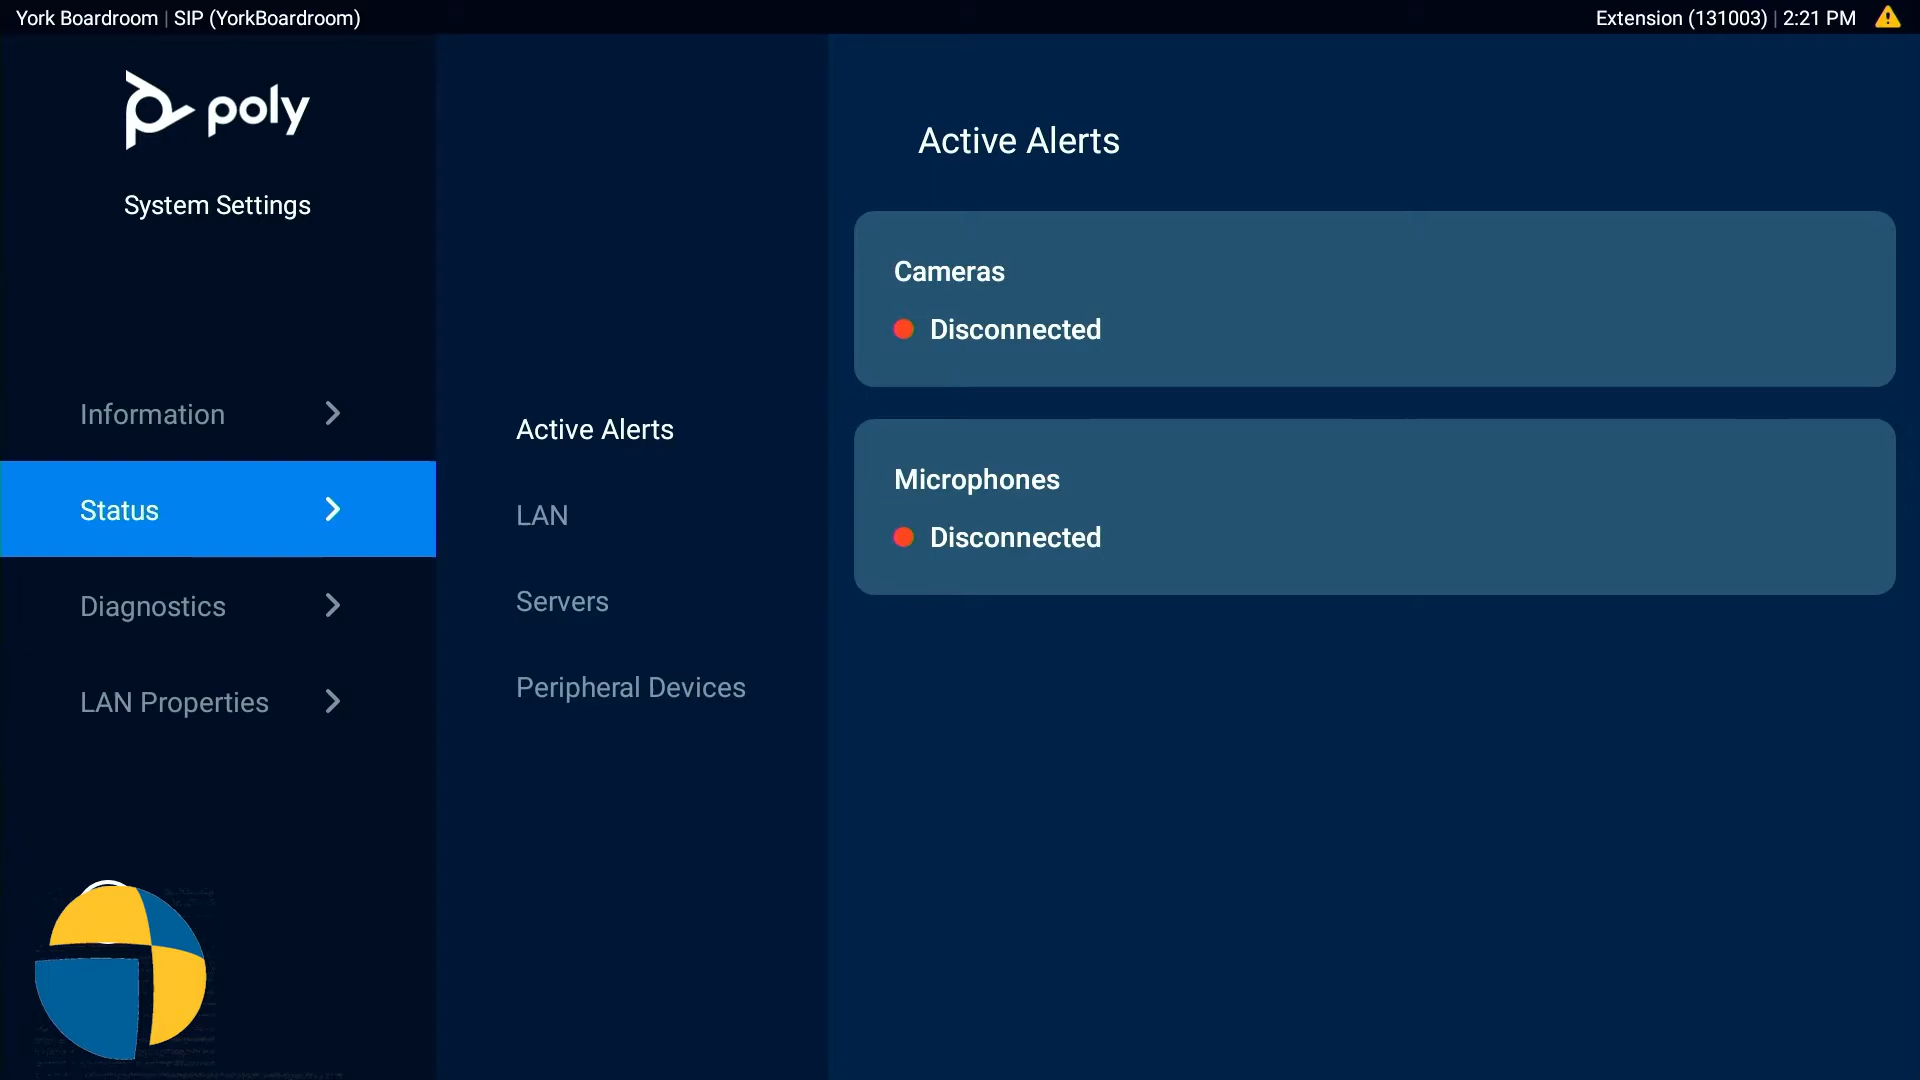 York Boardroom | SIP (YorkBoardroom)
Extension (131003) | 2:21 PM
poly
System Settings
Information
Status
Diagnostics
LAN Properties
Active Alerts
LAN
Servers
Peripheral Devices
Active Alerts
Cameras
Disconnected
Microphones
Disconnected